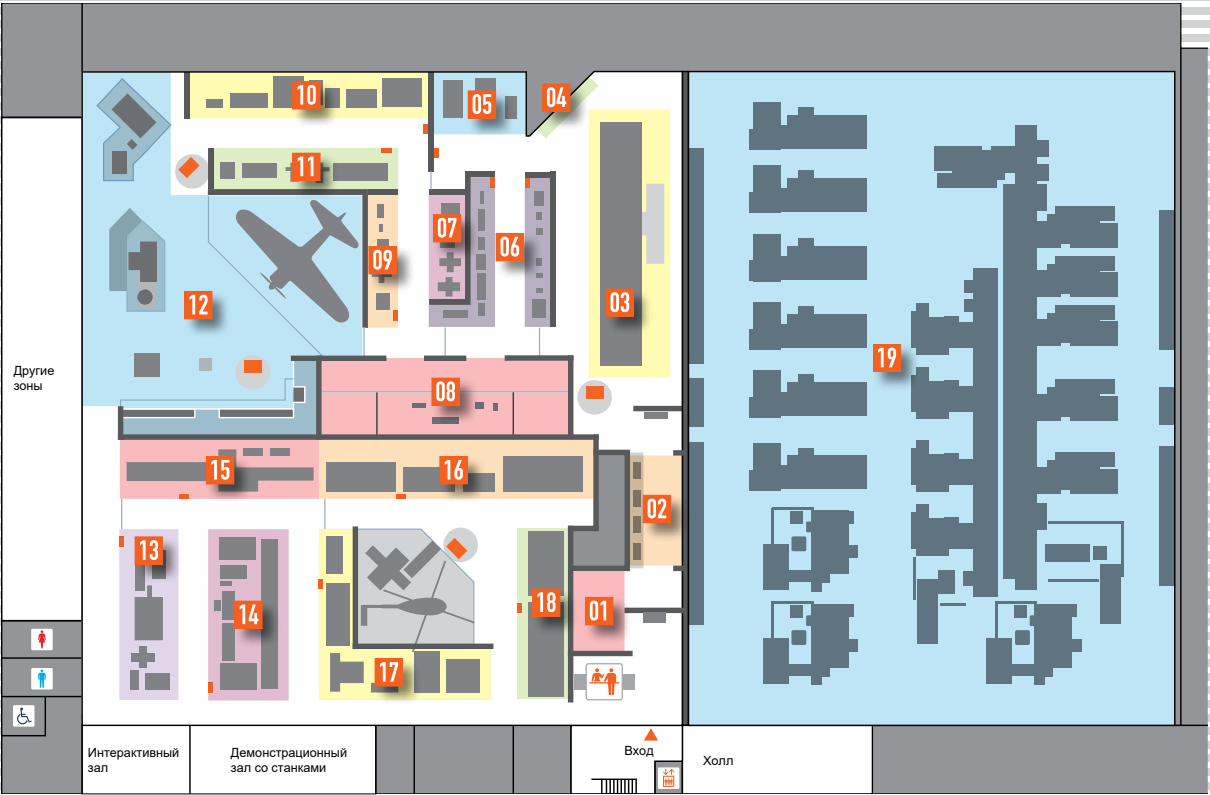 10
05
04
11
07
06
09
03
12
19
Другие
зоны
08
15
16
02
13
14
18
01
17
Интерактивный
зал
Демонстрационный
зал со станками
Вход
Холл